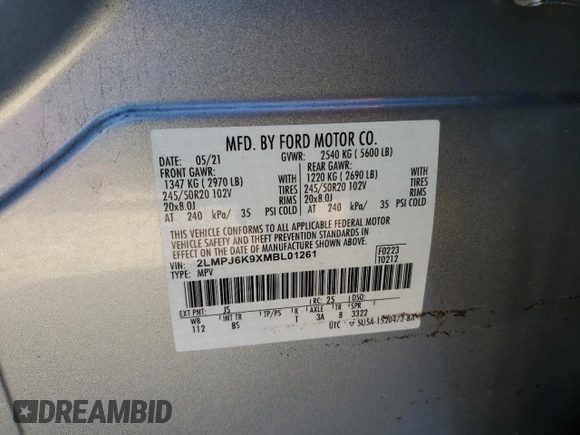 MFD. BY FORD MOTOR CO.
DATE: 05/21 GVWR: 2540 KG ( 5600 LB)
FRONT GAWR: REAR GAWR:
1347 KG ( 2970 LB) WITH 1220 KG ( 2690 LB) WITH
245/50R20 102V TIRES 245/50R20 102V TIRES
20x8.0J RIMS 20x8.0J RIMS
AT 240 kPa/ 35 PSI COLD AT 240 kPa/ 35 PSI COLD
THIS VEHICLE CONFORMS TO ALL APPLICABLE FEDERAL MOTOR
VEHICLE SAFETY AND THEFT PREVENTION STANDARDS IN
EFFECT ON THE DATE OF MANUFACTURE SHOWN ABOVE.
VIN: 2LMPJ6K9XMBL01261 F0223
TYPE: MPV T0212
EXT PNT: JS RC: 25 DSO:
WB INT TR TP/PS R AXLE TR SPR
112 BS T 3A 8 3322
UTC
DREAMBID